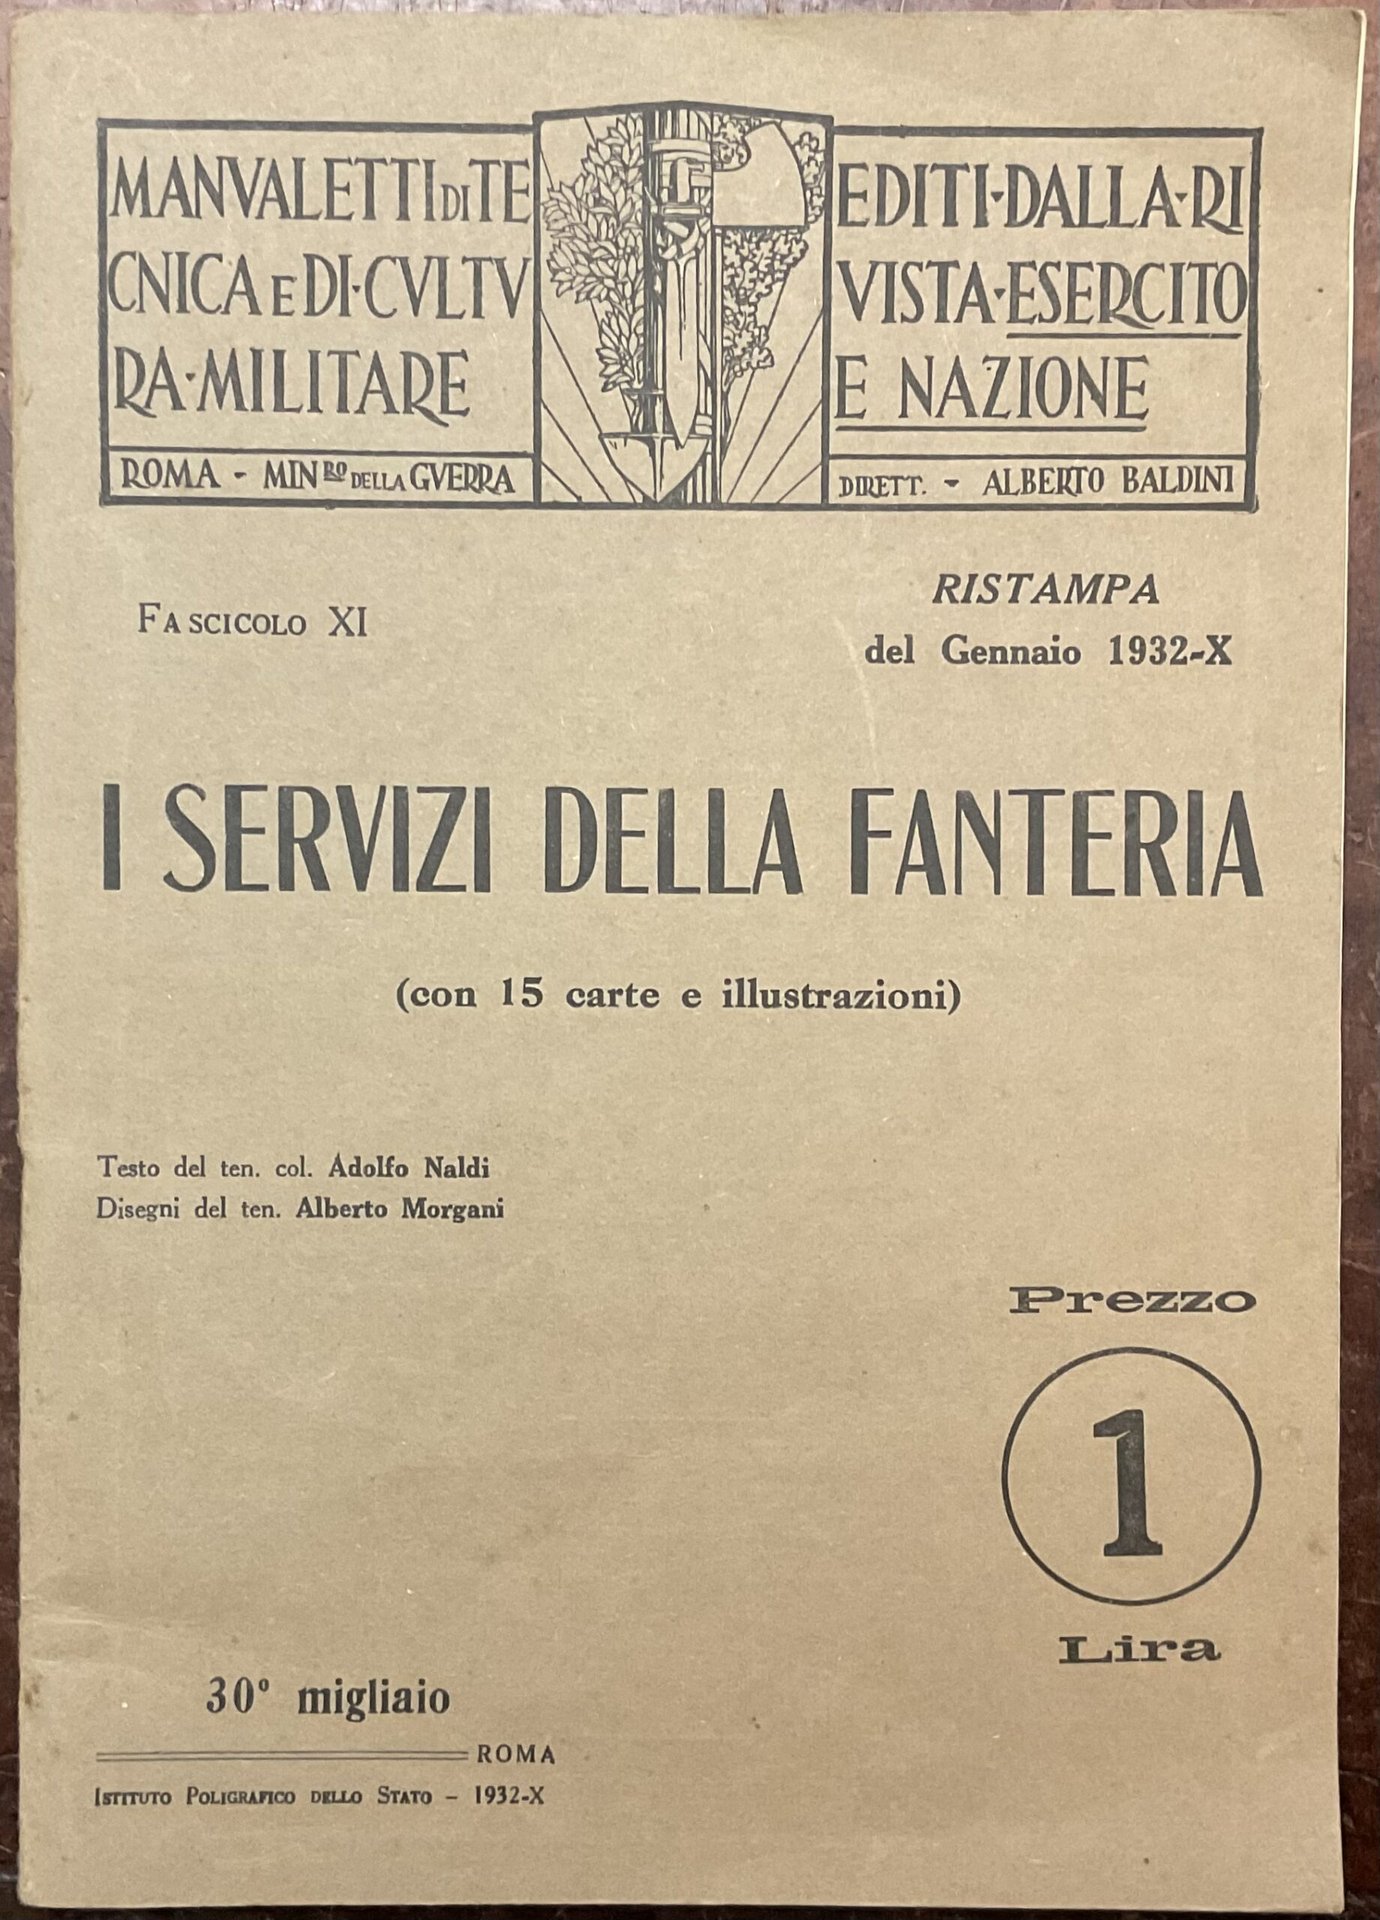 MANVALETTI DI TE
CNICA E DI·CVLTV
RA·MILITARE
ROMA - MINRO DELLA GVERRA
EDITI·DALLA·RI
VISTA·ESERCITO
E NAZIONE
DIRETT. - ALBERTO BALDINI
FASCICOLO XI
RISTAMPA
del Gennaio 1932-X
I SERVIZI DELLA FANTERIA
(con 15 carte e illustrazioni)
Testo del ten. col. Adolfo Naldi
Disegni del ten. Alberto Morgani
Prezzo
1
Lira
30° migliaio
ROMA
ISTITUTO POLIGRAFICO DELLO STATO - 1932-X